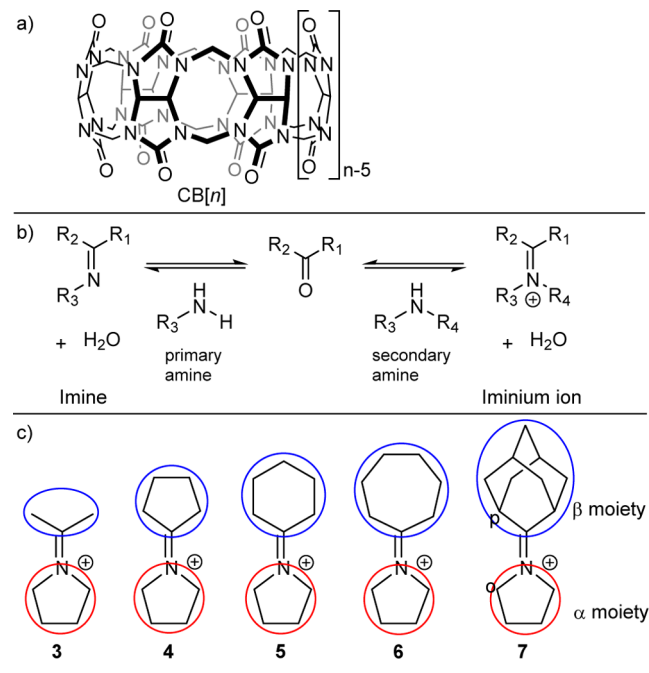 a)
O O O O O
N N N N N N N N
N N N N N N N N
O O O O O
n-5
CB[n]
b)
R2 R1 R2 R1 R2 R1
N O N
R3 H H R3 R4
R3 N H R3 N R4
+ H2O primary amine secondary amine + H2O
Imine Iminium ion
c)
p β moiety
N + N + N + N + N +
o α moiety
3 4 5 6 7